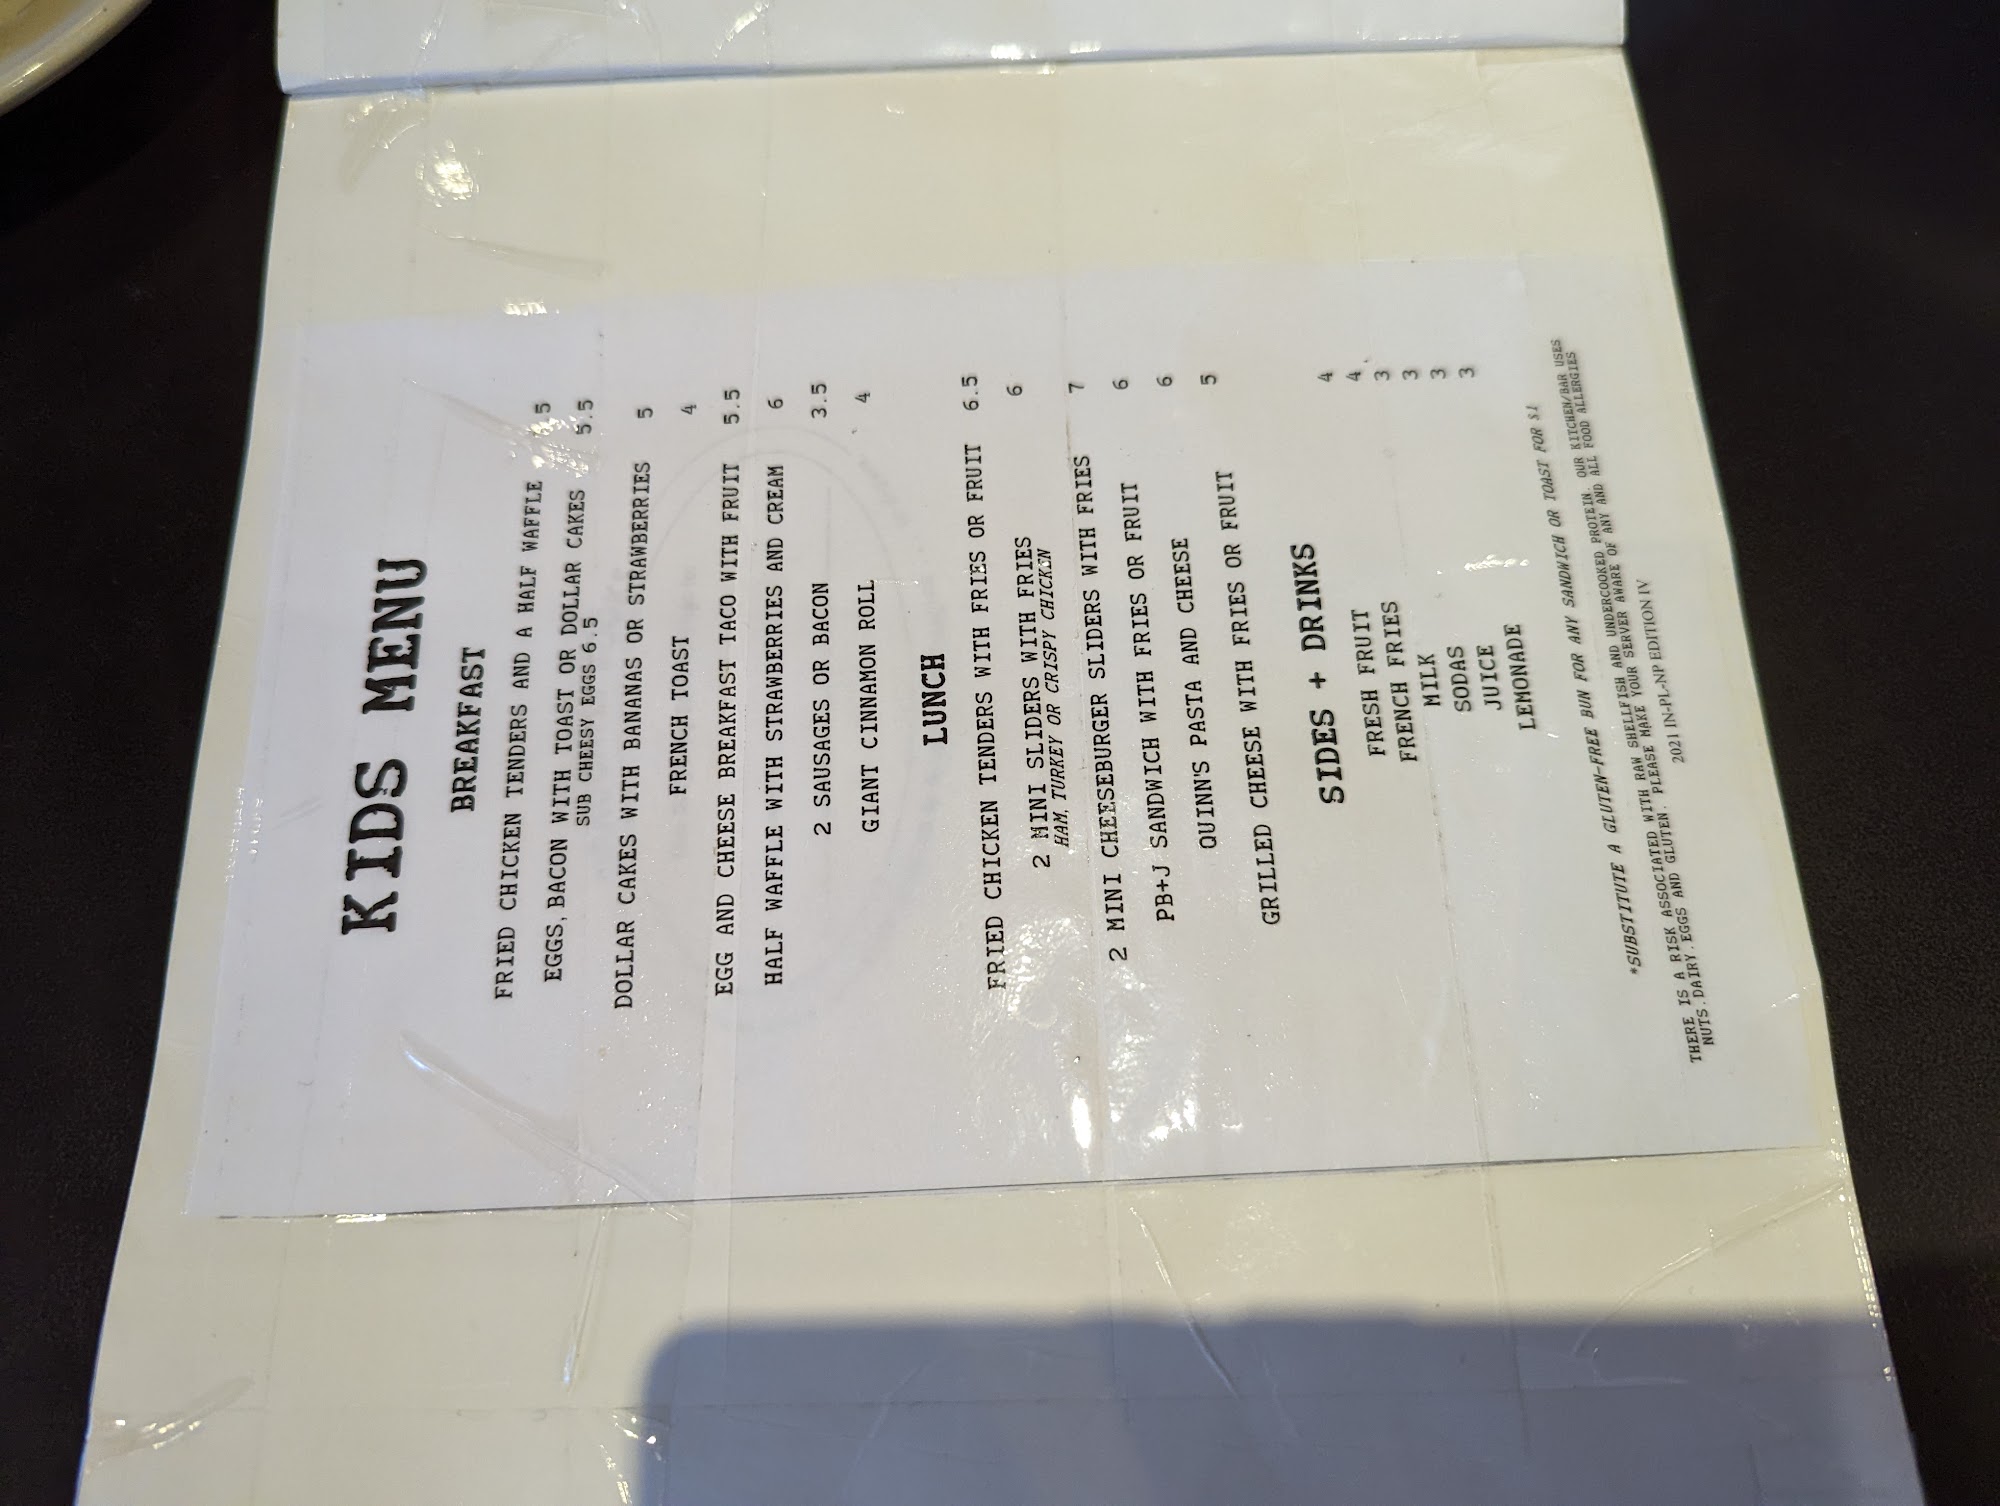 KIDS MENU
BREAKFAST
FRIED CHICKEN TENDERS AND A HALF WAFFLE 5
EGGS, BACON WITH TOAST OR DOLLAR CAKES 5.5
SUB CHEESY EGGS 6.5
DOLLAR CAKES WITH BANANAS OR STRAWBERRIES 5
FRENCH TOAST 4
EGG AND CHEESE BREAKFAST TACO WITH FRUIT 5.5
HALF WAFFLE WITH STRAWBERRIES AND CREAM 6
2 SAUSAGES OR BACON 3.5
GIANT CINNAMON ROLL 4
LUNCH
FRIED CHICKEN TENDERS WITH FRIES OR FRUIT 6.5
2 MINI SLIDERS WITH FRIES 6
HAM, TURKEY OR CRISPY CHICKEN
2 MINI CHEESEBURGER SLIDERS WITH FRIES 7
PB+J SANDWICH WITH FRIES OR FRUIT 6
QUINN'S PASTA AND CHEESE 6
GRILLED CHEESE WITH FRIES OR FRUIT 5
SIDES + DRINKS
FRESH FRUIT 4
FRENCH FRIES 4
MILK 3
SODAS 3
JUICE 3
LEMONADE 3
*SUBSTITUTE A GLUTEN-FREE BUN FOR ANY SANDWICH OR TOAST FOR $1
THERE IS A RISK ASSOCIATED WITH RAW SHELLFISH AND UNDERCOOKED PROTEIN. OUR KITCHEN/BAR USES
NUTS, DAIRY, EGGS AND GLUTEN. PLEASE MAKE YOUR SERVER AWARE OF ANY AND ALL FOOD ALLERGIES
2021 IN-PL-NP EDITION IV